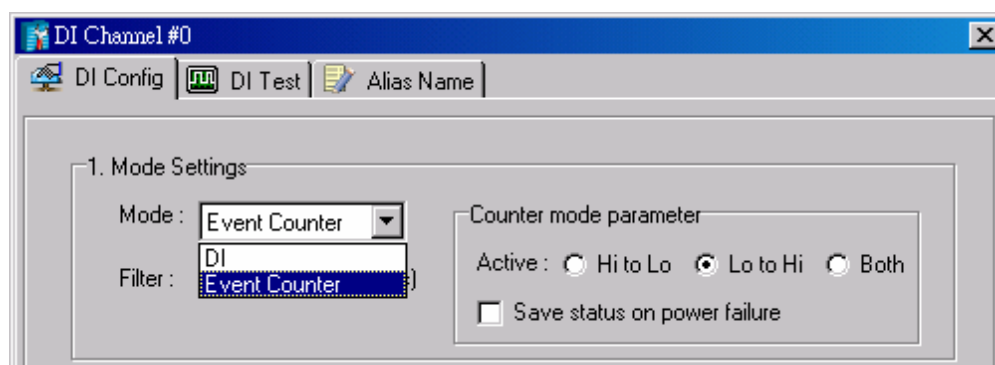 DI Channel #0
DI Config DI Test Alias Name
1. Mode Settings
Mode : Event Counter
DI
Event Counter
Filter : )
Counter mode parameter
Active : Hi to Lo Lo to Hi Both
Save status on power failure